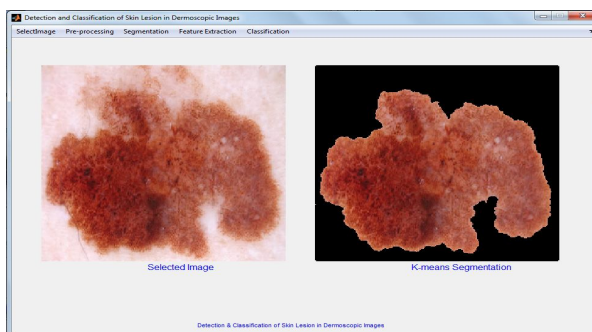 Detection and Classification of Skin Lesion in Dermoscopic Images
SelectImage Pre-processing Segmentation Feature Extraction Classification
Selected Image K-means Segmentation
Detection & Classification of Skin Lesion in Dermoscopic Images